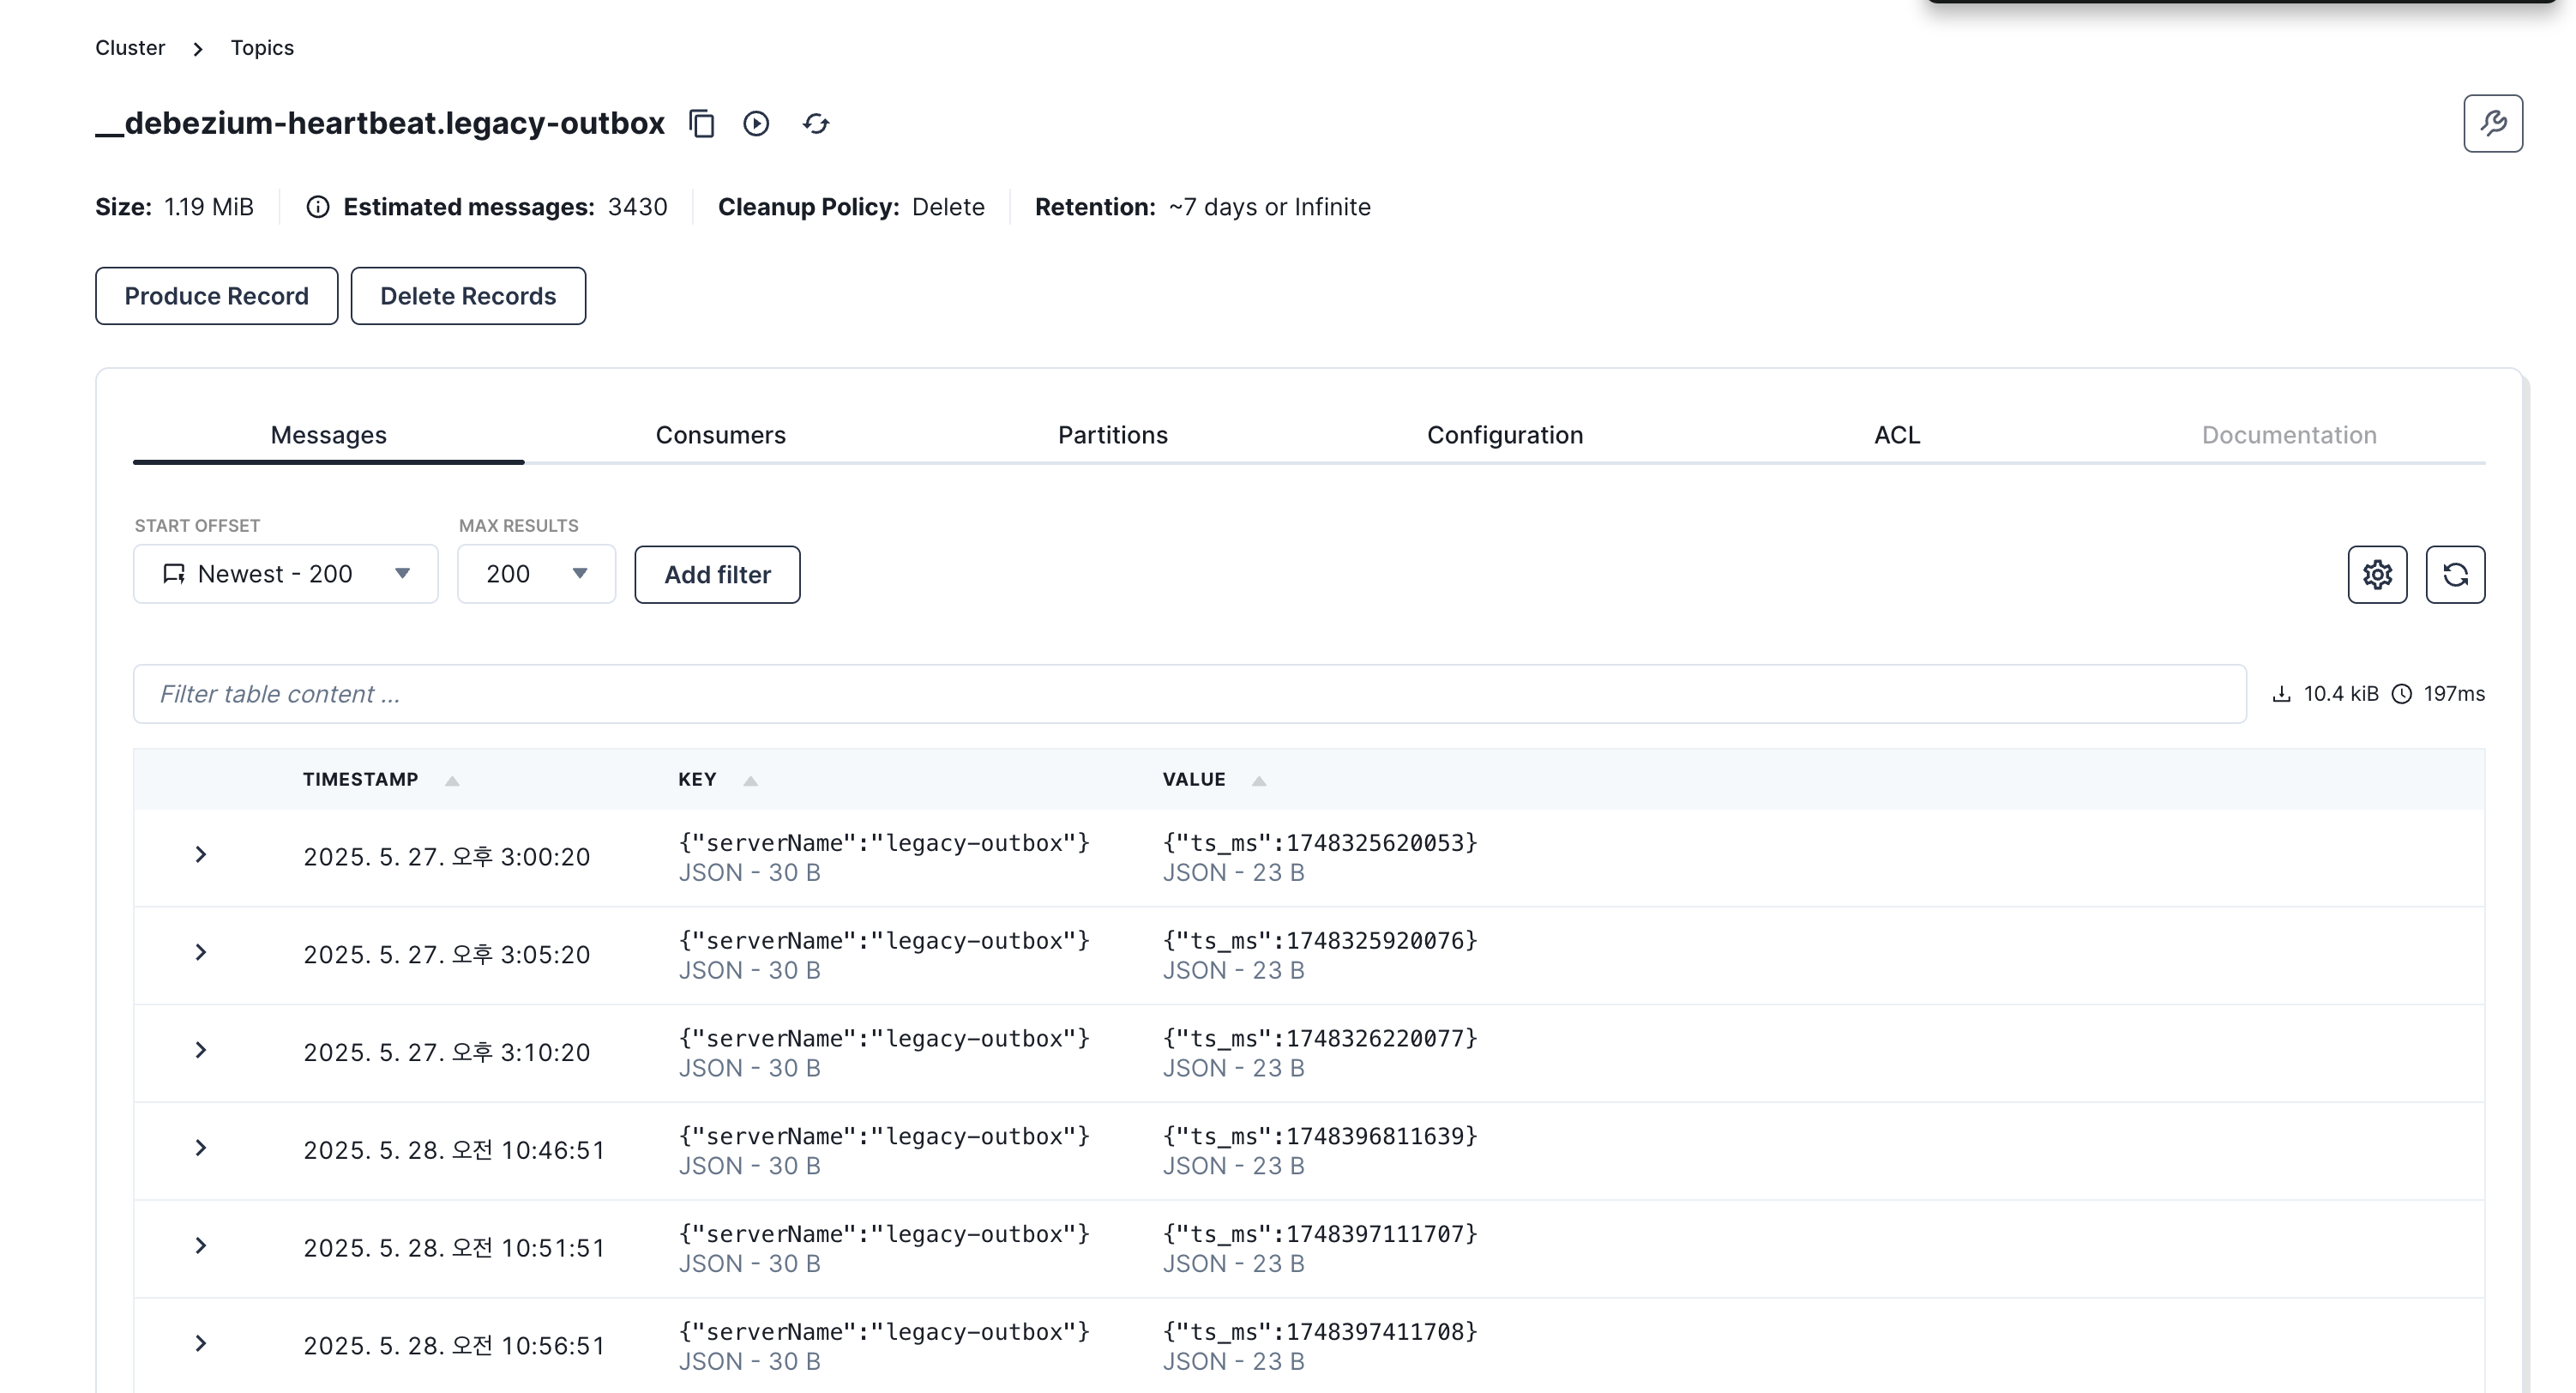 Cluster > Topics
__debezium-heartbeat.legacy-outbox
Size: 1.19 MiB Estimated messages: 3430 Cleanup Policy: Delete Retention: ~7 days or Infinite
Produce Record Delete Records
Messages Consumers Partitions Configuration ACL Documentation
START OFFSET MAX RESULTS
Newest - 200 200 Add filter
Filter table content ... 10.4 kiB 197ms
TIMESTAMP KEY VALUE
{"serverName":"legacy-outbox"} {"ts_ms":1748325620053}
2025. 5. 27. 오후 3:00:20
JSON - 30 B JSON - 23 B
{"serverName":"legacy-outbox"} {"ts_ms":1748325920076}
2025. 5. 27. 오후 3:05:20
JSON - 30 B JSON - 23 B
{"serverName":"legacy-outbox"} {"ts_ms":1748326220077}
2025. 5. 27. 오후 3:10:20
JSON - 30 B JSON - 23 B
{"serverName":"legacy-outbox"} {"ts_ms":1748396811639}
2025. 5. 28. 오전 10:46:51
JSON - 30 B JSON - 23 B
{"serverName":"legacy-outbox"} {"ts_ms":1748397111707}
2025. 5. 28. 오전 10:51:51
JSON - 30 B JSON - 23 B
{"serverName":"legacy-outbox"} {"ts_ms":1748397411708}
2025. 5. 28. 오전 10:56:51
JSON - 30 B JSON - 23 B